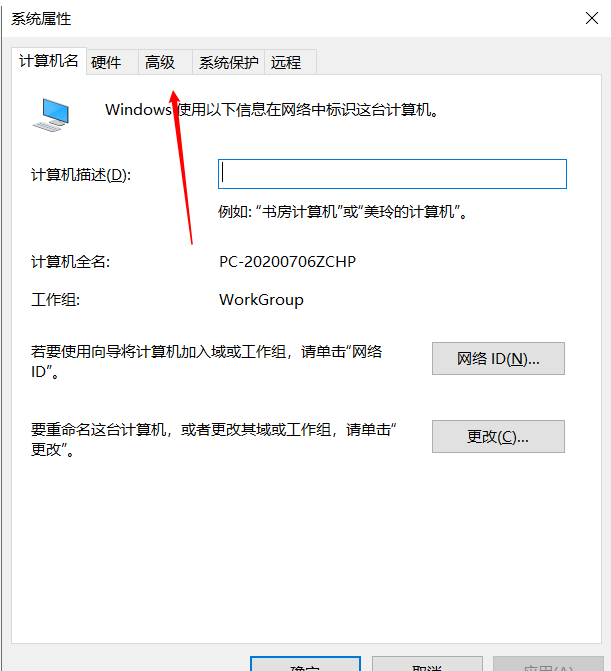 系统属性
计算机名 硬件 高级 系统保护 远程
Windows 使用以下信息在网络中标识这台计算机。
计算机描述(D):
例如: “书房计算机”或“美玲的计算机”。
计算机全名: PC-20200706ZCHP
工作组: WorkGroup
若要使用向导将计算机加入域或工作组，请单击“网络
ID”。
网络 ID(N)...
要重命名这台计算机，或者更改其域或工作组，请单击“
更改”。
更改(C)...
确定 取消 应用(A)